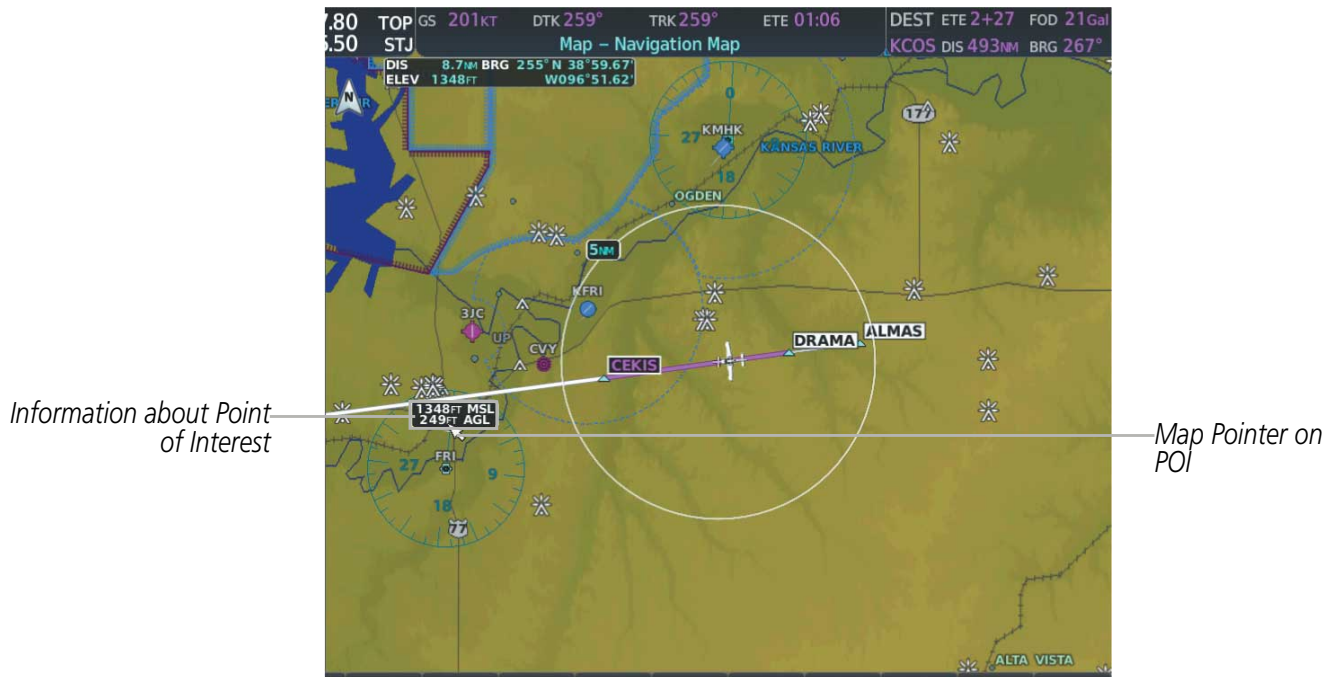 7.80 TOP GS 201KT DTK 259° TRK 259° ETE 01:06 DEST ETE 2+27 FOD 21Gal
5.50 STJ Map – Navigation Map KCOS DIS 493NM BRG 267°
DIS 8.7NM BRG 255° N 38°59.67'
ELEV 1348FT W096°51.62'
N
0
177
KMHK
27
KANSAS RIVER
18
OGDEN
5NM
KFRI
3JC
UP
CVY
DRAMA
ALMAS
CEKIS
1348FT MSL
249FT AGL
Information about Point
of Interest
Map Pointer on
POI
FRI
27
9
18
77
ALTA VISTA